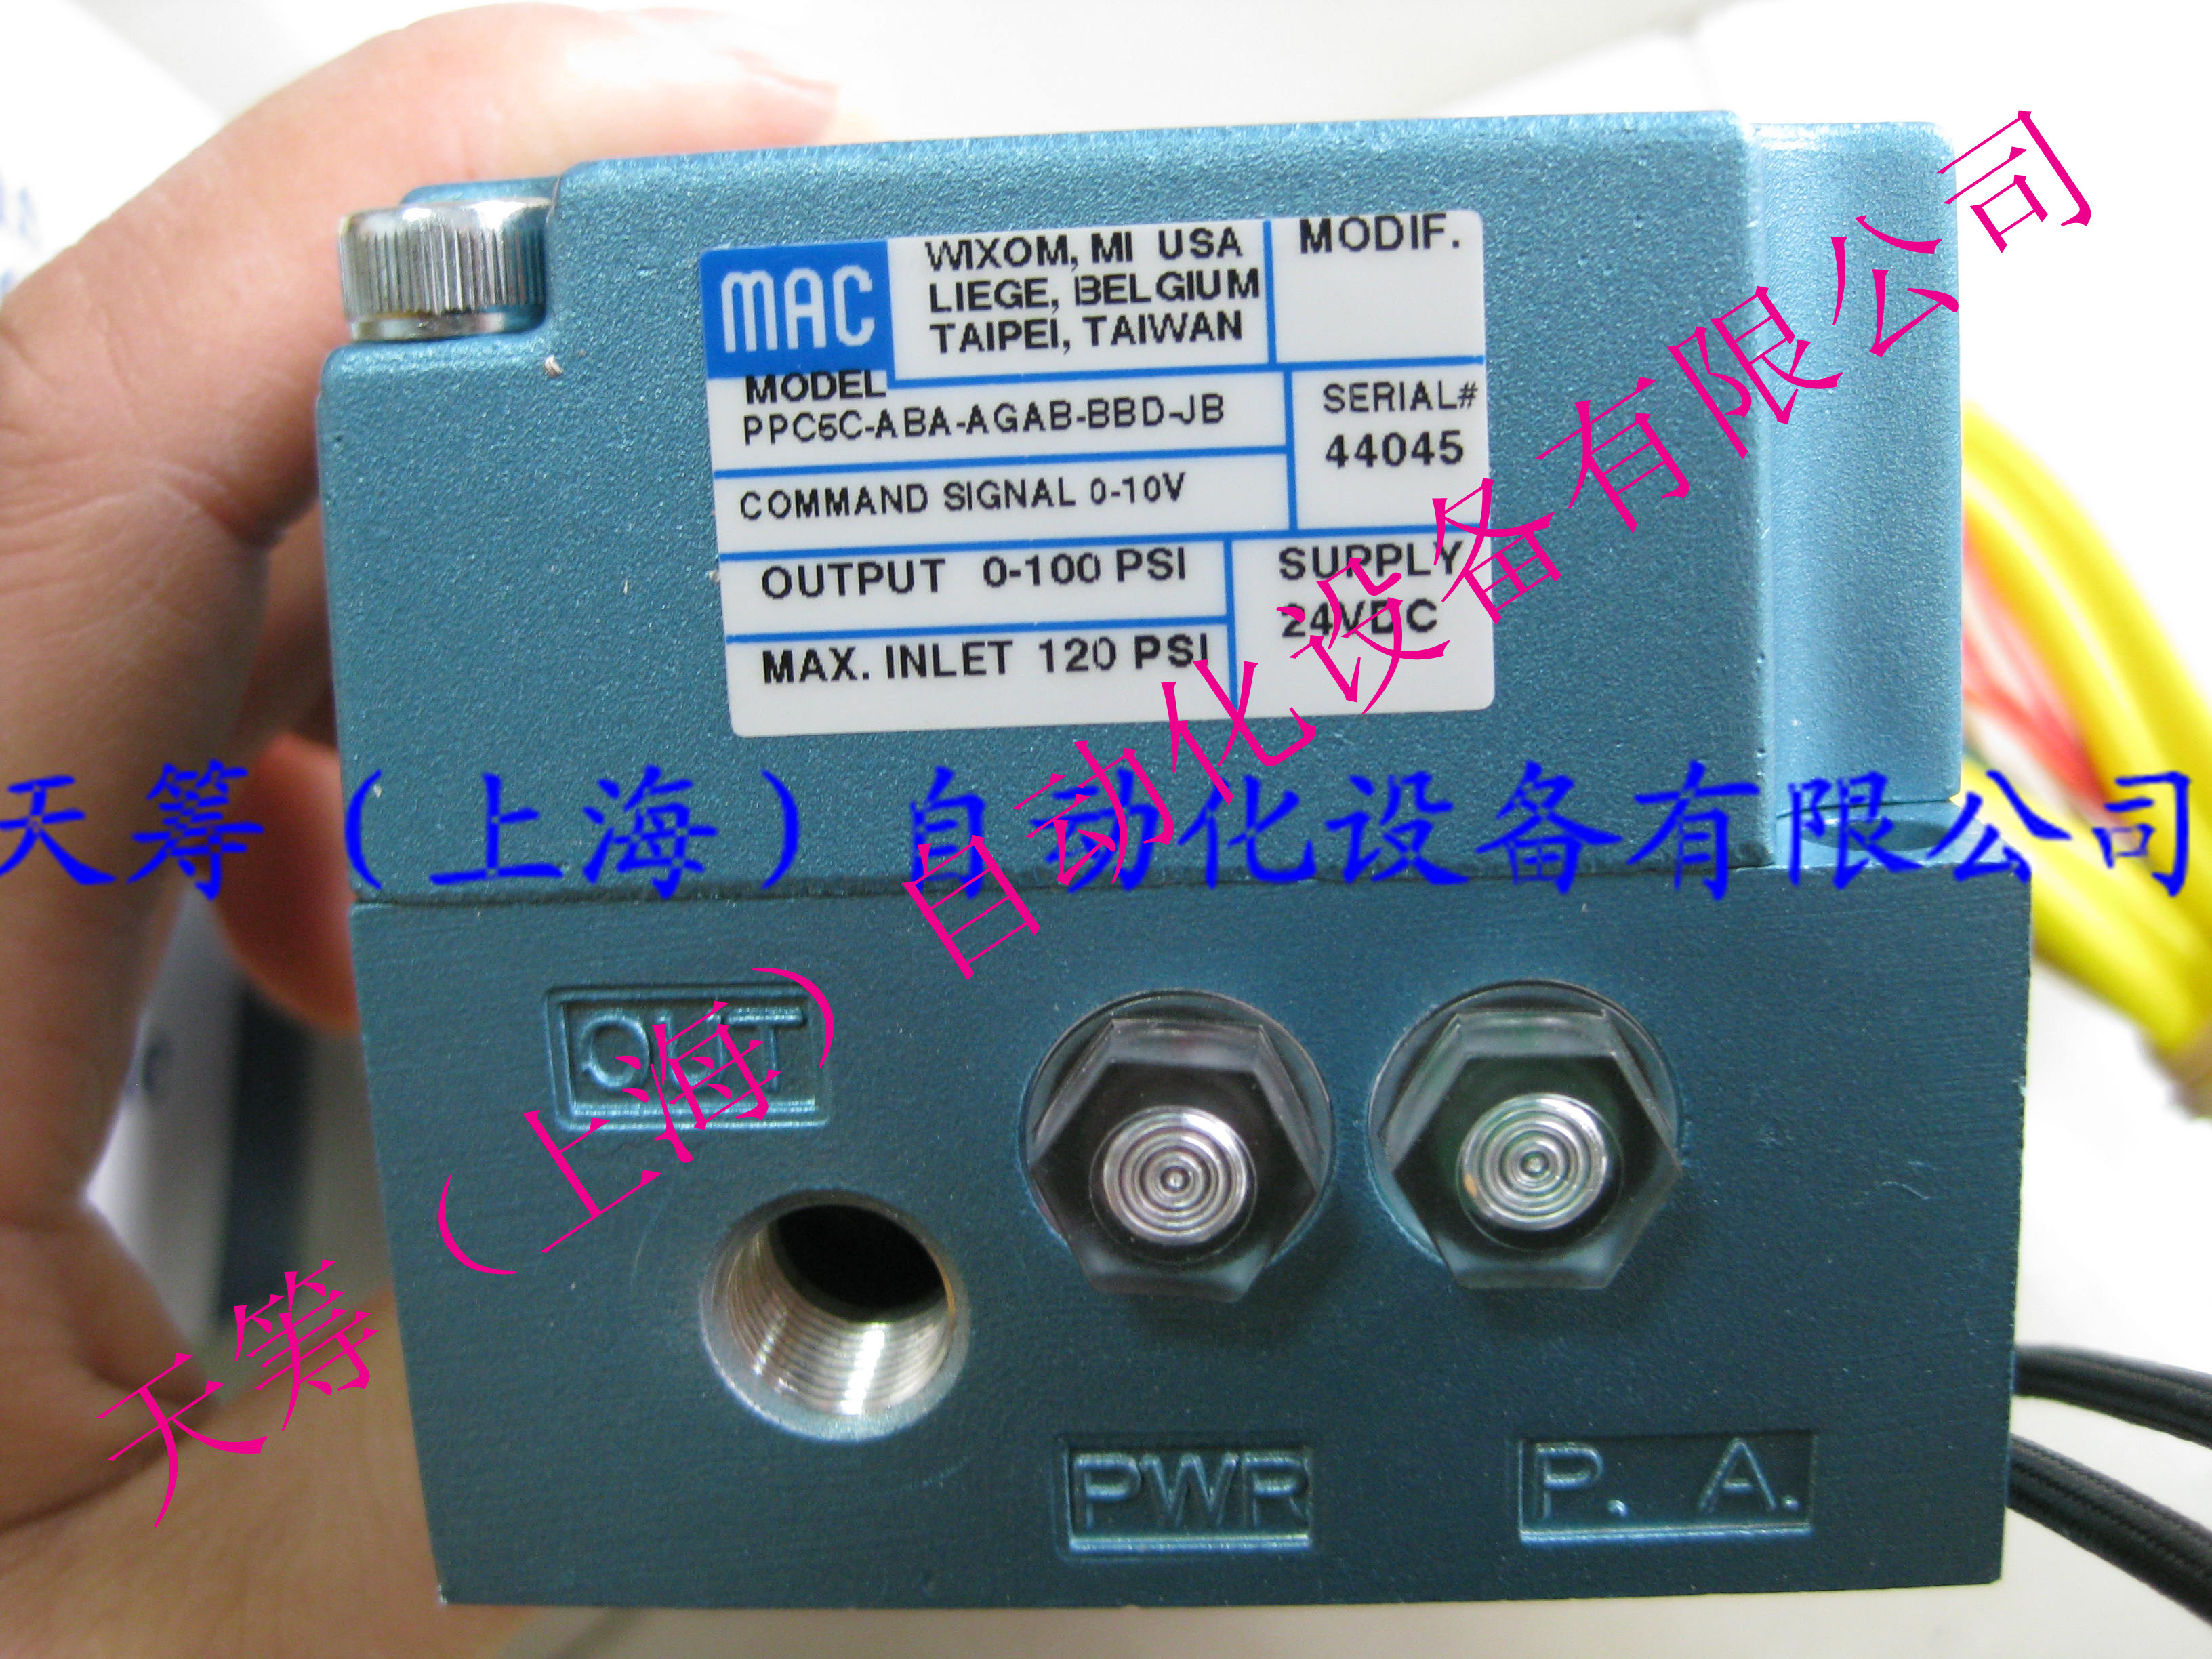 MAC
WIXOM, MI USA
LIEGE, BELGIUM
TAIPEI, TAIWAN
MODIF.
MODEL
PPC5C-ABA-AGAB-BBD-JB
SERIAL#
44045
COMMAND SIGNAL 0-10V
OUTPUT 0-100 PSI
SUPPLY
24VDC
MAX. INLET 120 PSI
天筹（上海）自动化设备有限公司
天筹（上海）自动化设备有限公司
OUT
PWR
P. A.